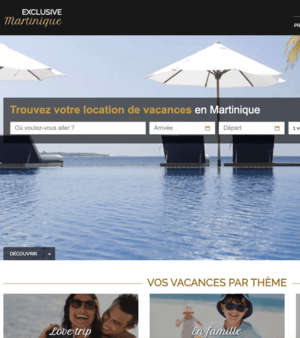 EXCLUSIVE
Martinique
Trouvez votre location de vacances en Martinique
Où voulez-vous aller ?
Arrivée
Départ
1 v
DÉCOUVRIR
VOS VACANCES PAR THÈME
Love trip
En famille